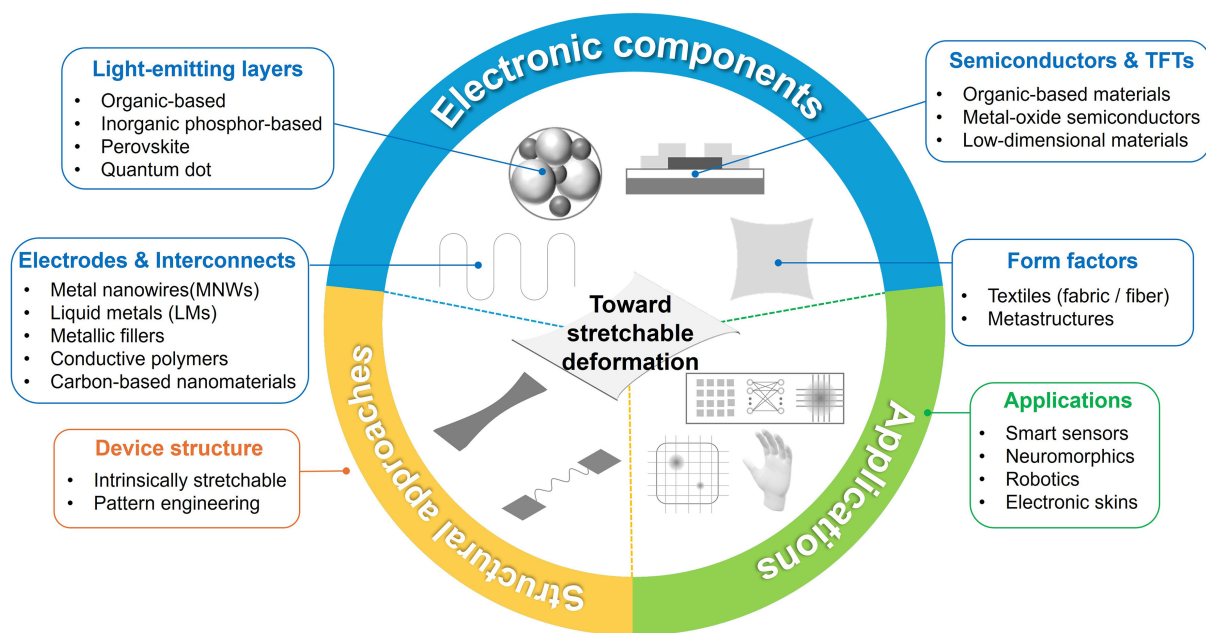 Electronic components
Light-emitting layers
• Organic-based
• Inorganic phosphor-based
• Perovskite
• Quantum dot
Semiconductors & TFTs
• Organic-based materials
• Metal-oxide semiconductors
• Low-dimensional materials
Electrodes & Interconnects
• Metal nanowires(MNWs)
• Liquid metals (LMs)
• Metallic fillers
• Conductive polymers
• Carbon-based nanomaterials
Form factors
• Textiles (fabric / fiber)
• Metastructures
Toward
stretchable
deformation
Structural approaches
Device structure
• Intrinsically stretchable
• Pattern engineering
Applications
Applications
• Smart sensors
• Neuromorphics
• Robotics
• Electronic skins